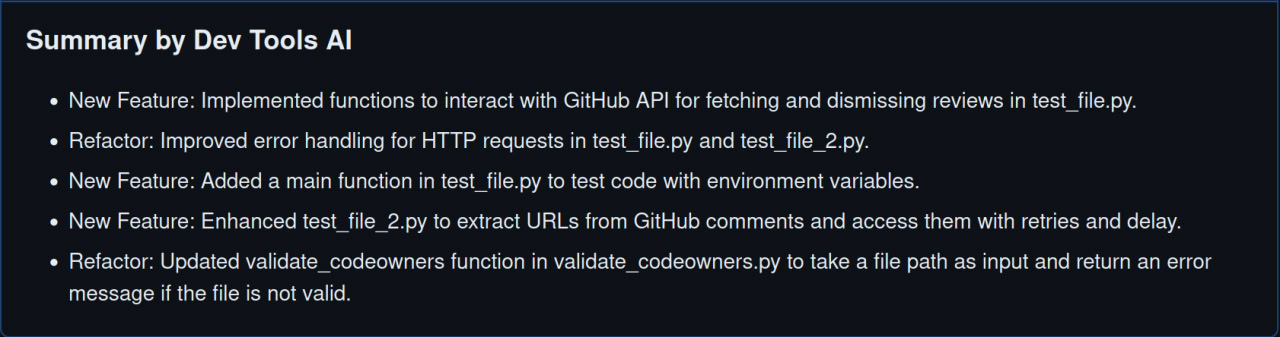 Summary by Dev Tools AI
• New Feature: Implemented functions to interact with GitHub API for fetching and dismissing reviews in test_file.py.
• Refactor: Improved error handling for HTTP requests in test_file.py and test_file_2.py.
• New Feature: Added a main function in test_file.py to test code with environment variables.
• New Feature: Enhanced test_file_2.py to extract URLs from GitHub comments and access them with retries and delay.
• Refactor: Updated validate_codeowners function in validate_codeowners.py to take a file path as input and return an error
message if the file is not valid.